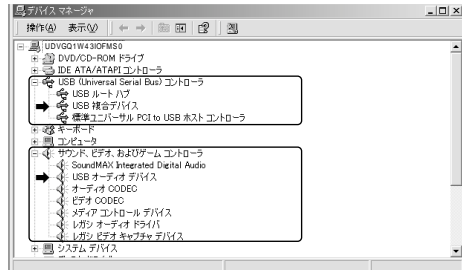 デバイス マネージャ
操作(A) 表示(V)
UDVGQ1W43IOFMS0
DVD/CD-ROM ドライブ
IDE ATA/ATAPI コントローラ
USB (Universal Serial Bus) コントローラ
USB ルート ハブ
USB 複合デバイス
標準ユニバーサル PCI to USB ホスト コントローラ
キーボード
コンピュータ
サウンド、ビデオ、およびゲーム コントローラ
SoundMAX Integrated Digital Audio
USB オーディオ デバイス
オーディオ CODEC
ビデオ CODEC
メディア コントロール デバイス
レガシ オーディオ ドライバ
レガシ ビデオ キャプチャ デバイス
システム デバイス